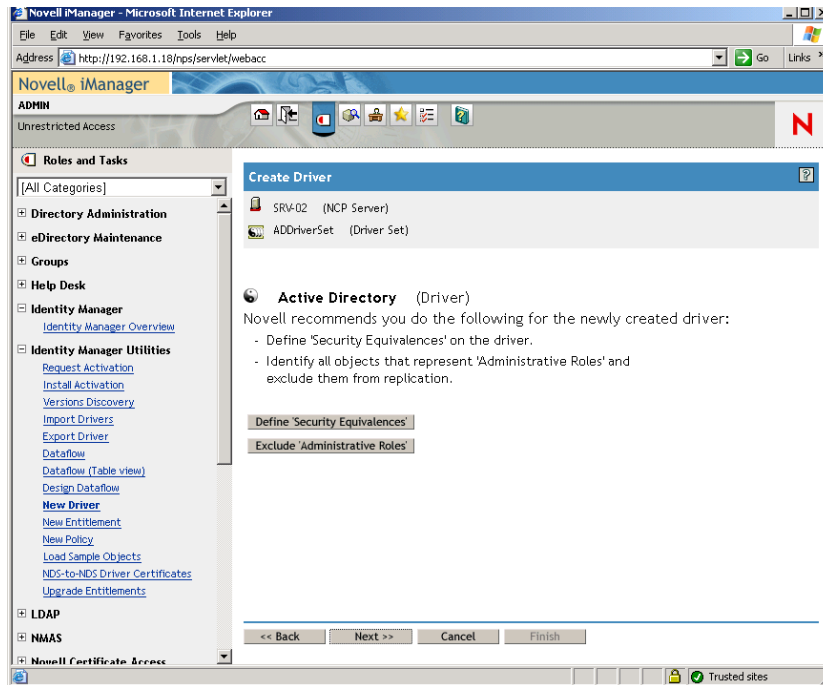 Novell iManager - Microsoft Internet Explorer
File Edit View Favorites Tools Help
Address http://192.168.1.18/nps/servlet/webacc Go Links »
Novell® iManager
ADMIN
Unrestricted Access
N
Roles and Tasks
[All Categories]
Directory Administration
eDirectory Maintenance
Groups
Help Desk
Identity Manager
Identity Manager Overview
Identity Manager Utilities
Request Activation
Install Activation
Versions Discovery
Import Drivers
Export Driver
Dataflow
Dataflow (Table view)
Design Dataflow
New Driver
New Entitlement
New Policy
Load Sample Objects
NDS-to-NDS Driver Certificates
Upgrade Entitlements
LDAP
NMAS
Novell Certificate Access
Create Driver ?
SRV-02 (NCP Server)
ADDriverSet (Driver Set)
Active Directory (Driver)
Novell recommends you do the following for the newly created driver:
- Define 'Security Equivalences' on the driver.
- Identify all objects that represent 'Administrative Roles' and
exclude them from replication.
Define 'Security Equivalences'
Exclude 'Administrative Roles'
<< Back Next >> Cancel Finish
Trusted sites